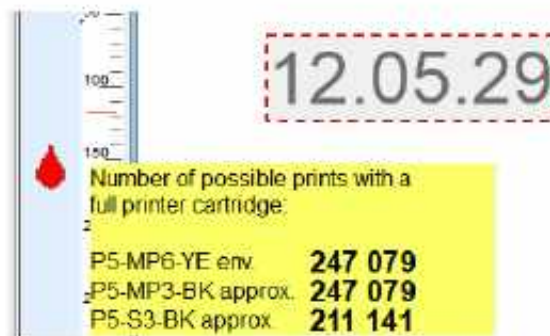 100
12.05.29
150
Number of possible prints with a
full printer cartridge:
P5-MP6-YE env. 247 079
P5-MP3-BK approx. 247 079
P5-S3-BK approx. 211 141